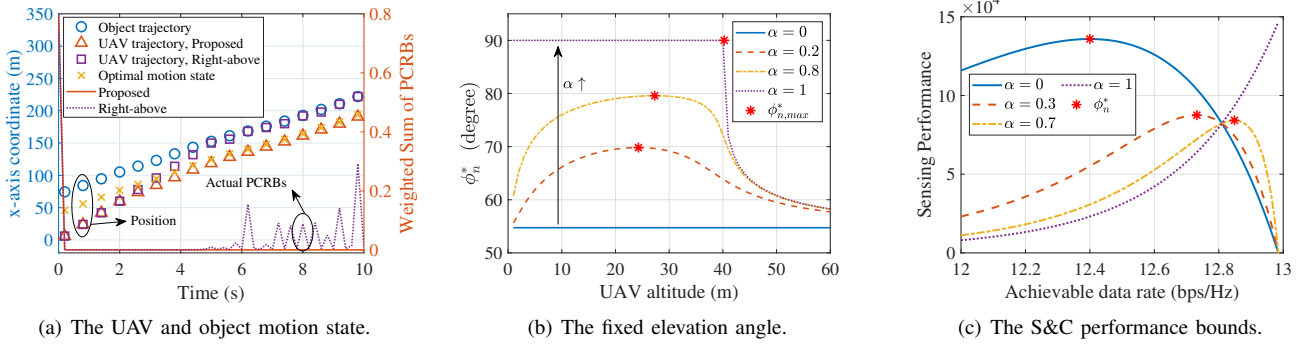 350
300
250
200
150
100
50
0
x-axis coordinate (m)
Object trajectory
UAV trajectory, Proposed
UAV trajectory, Right-above
Optimal motion state
Proposed
Right-above
Actual PCRBs
Position
0.8
0.6
0.4
0.2
0
Weighted Sum of PCRBs
0 2 4 6 8 10
Time (s)
(a) The UAV and object motion state.
100
90
80
70
60
50
ϕ*n (degree)
α = 0
α = 0.2
α = 0.8
α = 1
ϕ*n,max
α ↑
0 10 20 30 40 50 60
UAV altitude (m)
(b) The fixed elevation angle.
×10⁴
15
10
5
0
Sensing Performance
α = 0 α = 1
α = 0.3 ϕ*n
α = 0.7
12 12.2 12.4 12.6 12.8 13
Achievable data rate (bps/Hz)
(c) The S&C performance bounds.